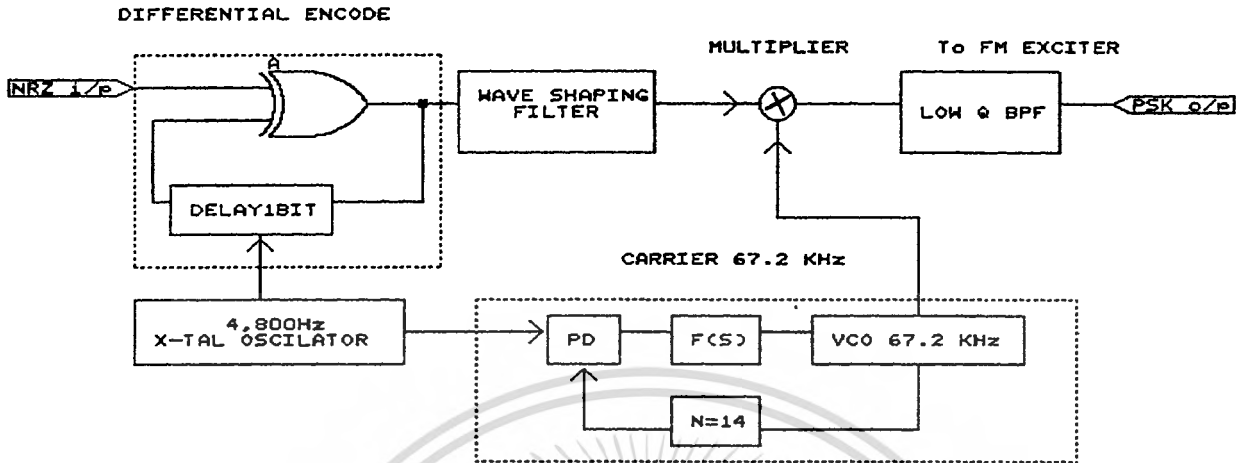 DIFFERENTIAL ENCODE
MULTIPLIER
To FM EXCITER
NRZ i/p
A
WAVE SHAPING
FILTER
LOW Q BPF
PSK o/p
DELAY1BIT
CARRIER 67.2 KHz
4,800Hz
X-TAL OSCILATOR
PD
F(S)
VCO 67.2 KHz
N=14